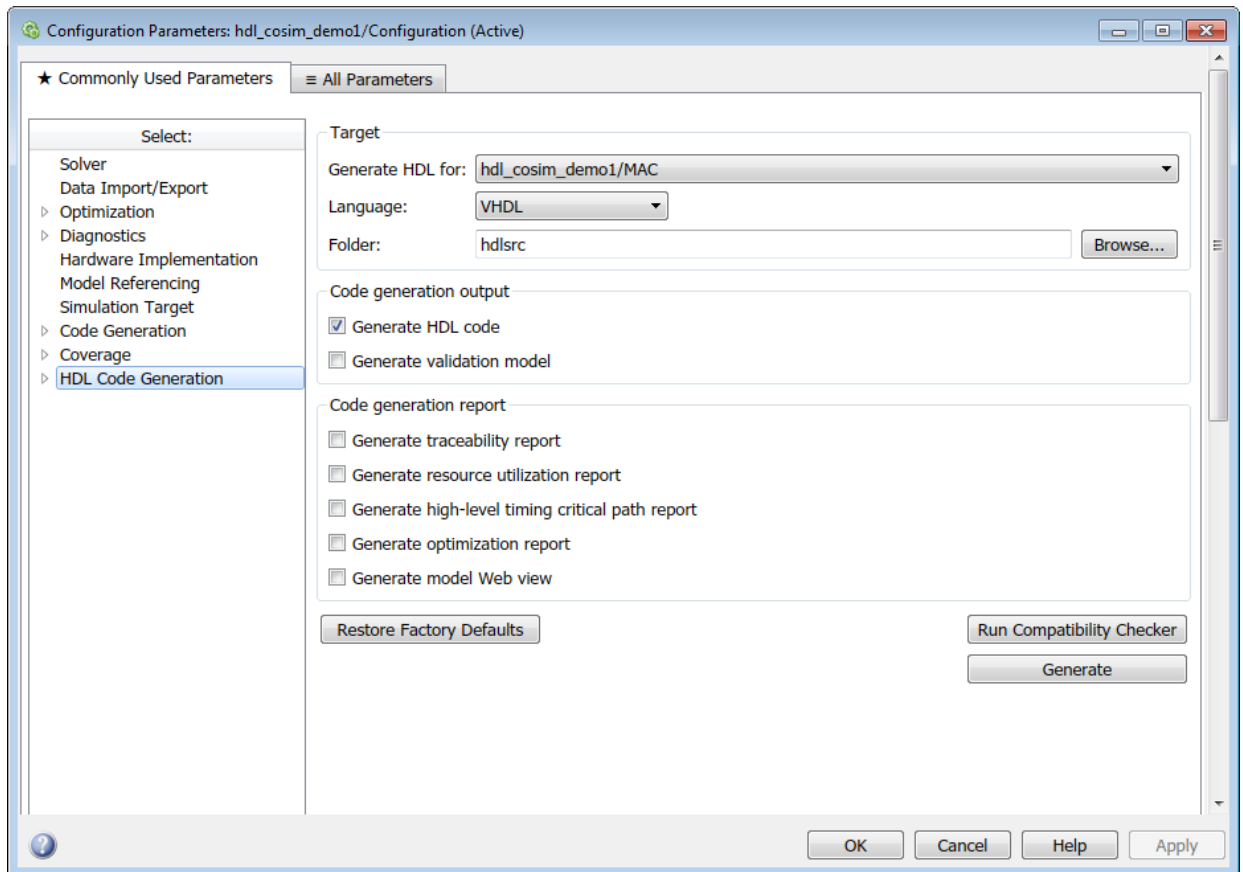 Configuration Parameters: hdl_cosim_demo1/Configuration (Active)
★ Commonly Used Parameters
≡ All Parameters
Select:
Solver
Data Import/Export
Optimization
Diagnostics
Hardware Implementation
Model Referencing
Simulation Target
Code Generation
Coverage
HDL Code Generation
Target
Generate HDL for: hdl_cosim_demo1/MAC
Language: VHDL
Folder: hdlsrc Browse...
Code generation output
Generate HDL code
Generate validation model
Code generation report
Generate traceability report
Generate resource utilization report
Generate high-level timing critical path report
Generate optimization report
Generate model Web view
Restore Factory Defaults Run Compatibility Checker
Generate
? OK Cancel Help Apply